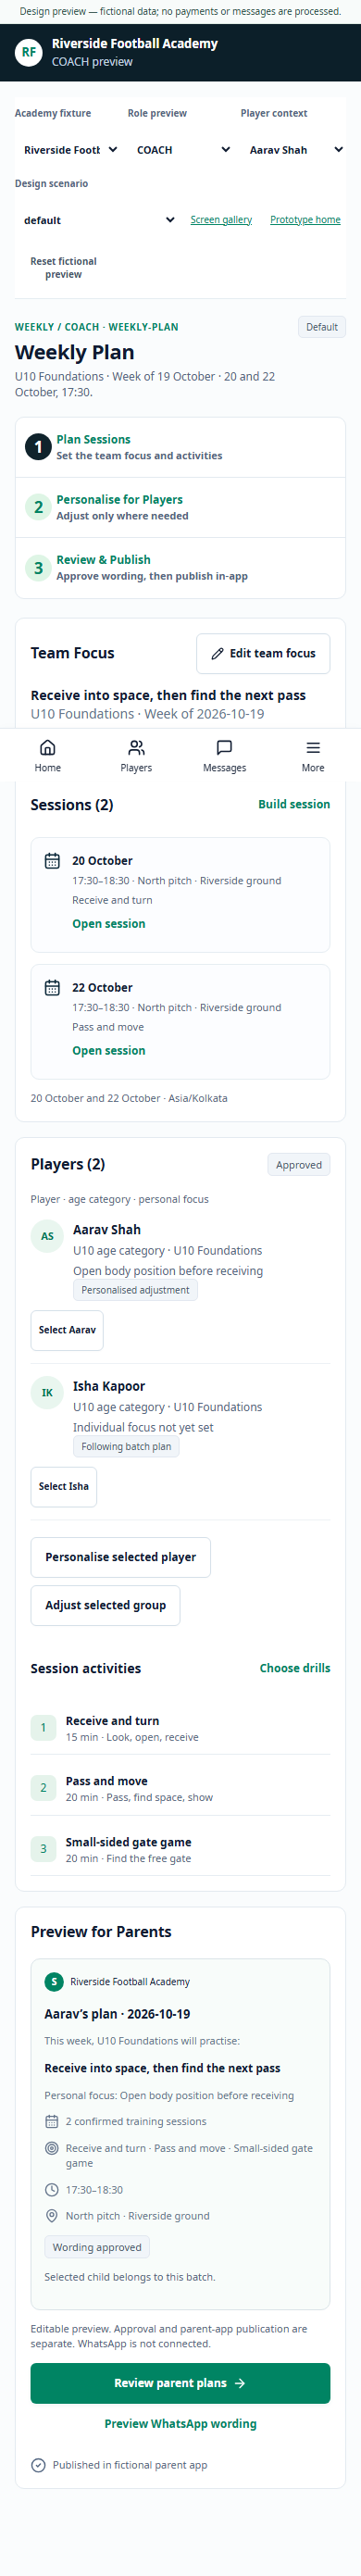 Design preview — fictional data; no payments or messages are processed.
RF
Riverside Football Academy
COACH preview
Academy fixture
Role preview
Player context
Riverside Footb
COACH
Aarav Shah
Design scenario
default
Screen gallery
Prototype home
Reset fictional
preview
WEEKLY / COACH · WEEKLY-PLAN
Default
Weekly Plan
U10 Foundations · Week of 19 October · 20 and 22
October, 17:30.
1
Plan Sessions
Set the team focus and activities
2
Personalise for Players
Adjust only where needed
3
Review & Publish
Approve wording, then publish in-app
Team Focus
Edit team focus
Receive into space, then find the next pass
U10 Foundations · Week of 2026-10-19
Home
Players
Messages
More
Sessions (2)
Build session
20 October
17:30–18:30 · North pitch · Riverside ground
Receive and turn
Open session
22 October
17:30–18:30 · North pitch · Riverside ground
Pass and move
Open session
20 October and 22 October · Asia/Kolkata
Players (2)
Approved
Player · age category · personal focus
AS
Aarav Shah
U10 age category · U10 Foundations
Open body position before receiving
Personalised adjustment
Select Aarav
IK
Isha Kapoor
U10 age category · U10 Foundations
Individual focus not yet set
Following batch plan
Select Isha
Personalise selected player
Adjust selected group
Session activities
Choose drills
1
Receive and turn
15 min · Look, open, receive
2
Pass and move
20 min · Pass, find space, show
3
Small-sided gate game
20 min · Find the free gate
Preview for Parents
S
Riverside Football Academy
Aarav’s plan · 2026-10-19
This week, U10 Foundations will practise:
Receive into space, then find the next pass
Personal focus: Open body position before receiving
2 confirmed training sessions
Receive and turn · Pass and move · Small-sided gate
game
17:30–18:30
North pitch · Riverside ground
Wording approved
Selected child belongs to this batch.
Editable preview. Approval and parent-app publication are
separate. WhatsApp is not connected.
Review parent plans
Preview WhatsApp wording
Published in fictional parent app